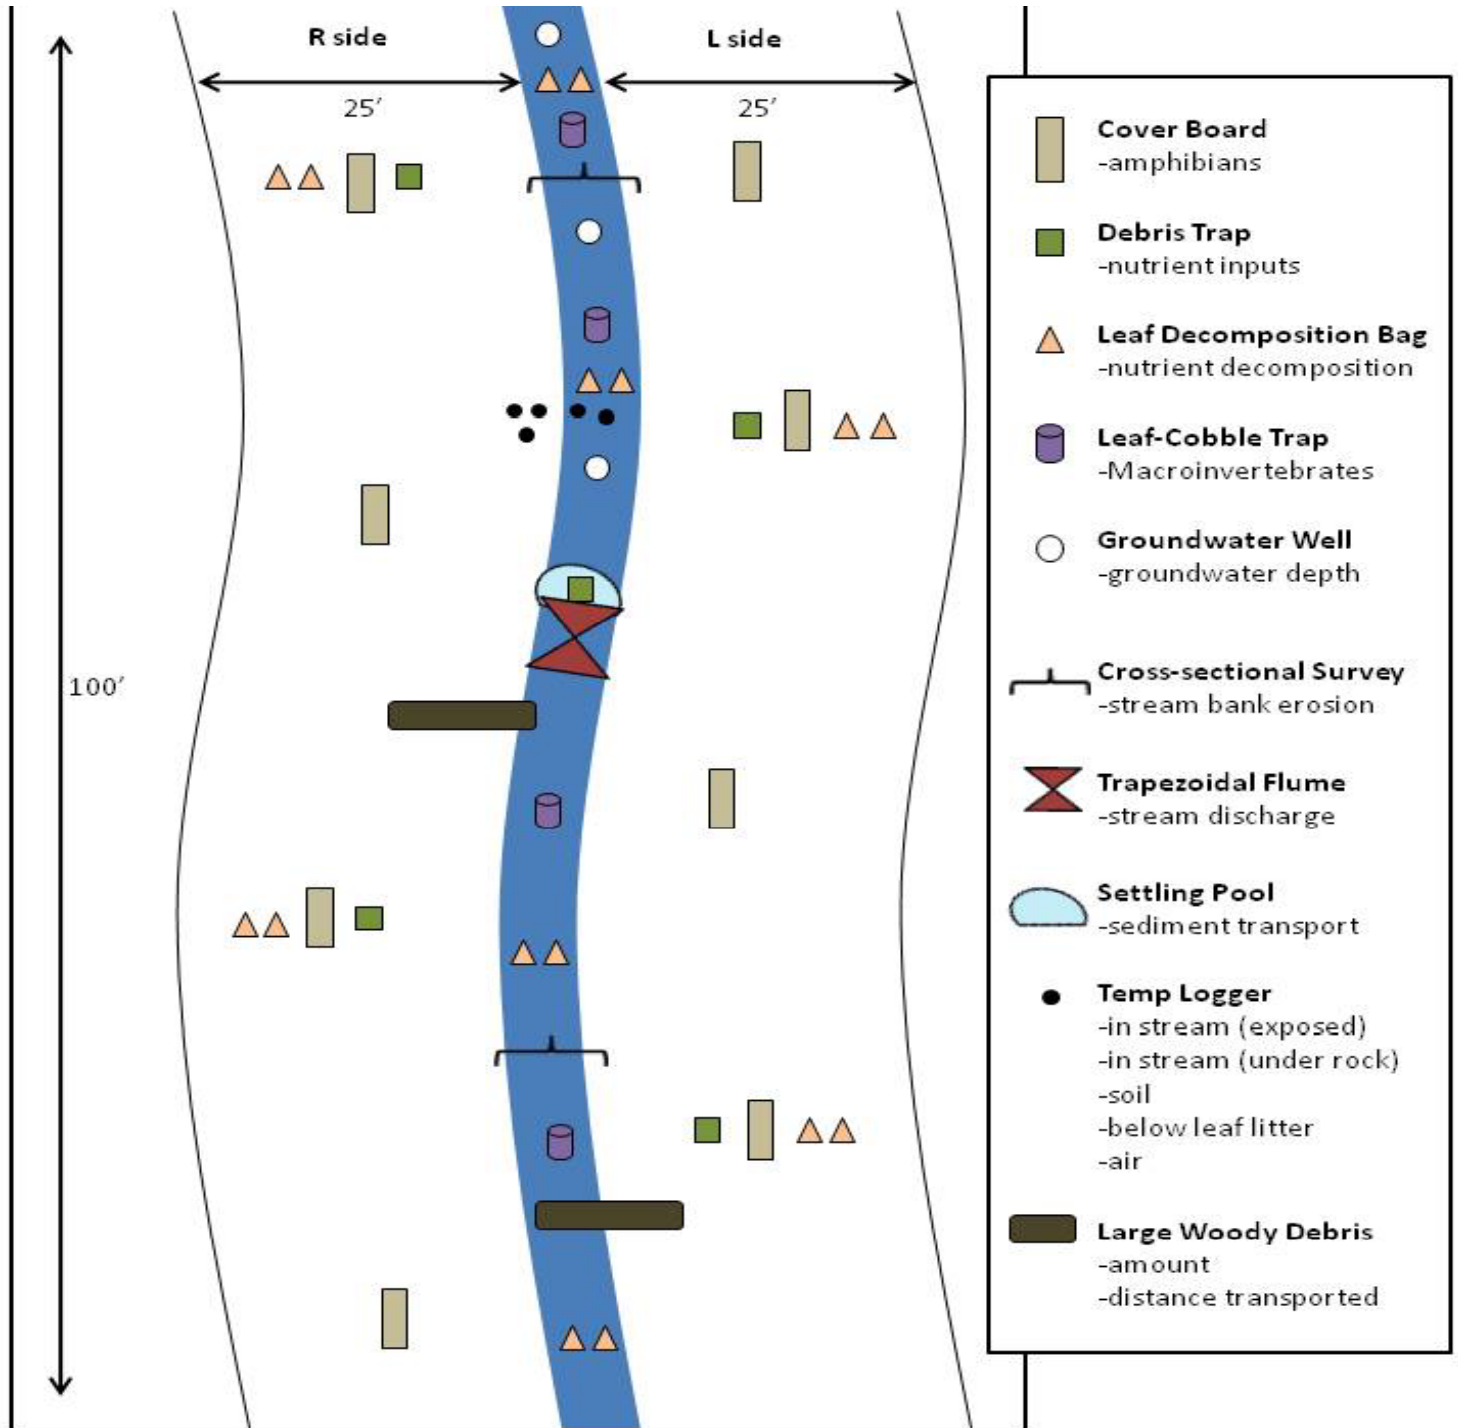 R side
L side
25′
25′
100′
Cover Board
-amphibians
Debris Trap
-nutrient inputs
Leaf Decomposition Bag
-nutrient decomposition
Leaf-Cobble Trap
-Macroinvertebrates
Groundwater Well
-groundwater depth
Cross-sectional Survey
-stream bank erosion
Trapezoidal Flume
-stream discharge
Settling Pool
-sediment transport
Temp Logger
-in stream (exposed)
-in stream (under rock)
-soil
-below leaf litter
-air
Large Woody Debris
-amount
-distance transported